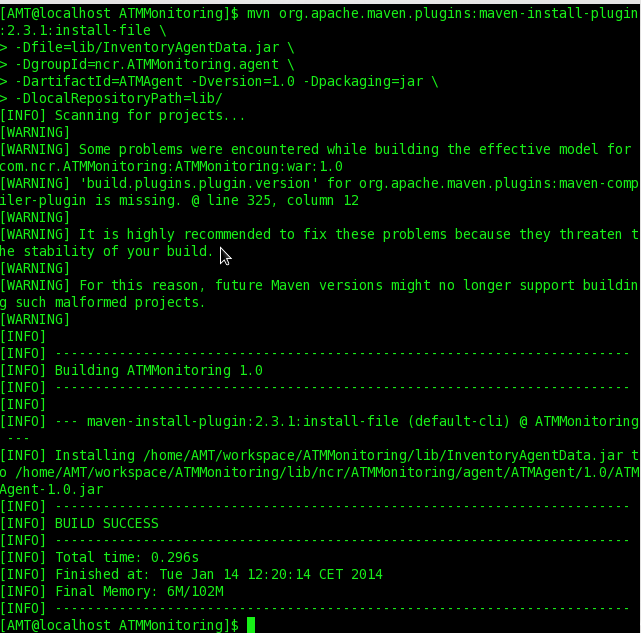 [AMT@localhost ATMMonitoring]$ mvn org.apache.maven.plugins:maven-install-plugin
:2.3.1:install-file \
> -Dfile=lib/InventoryAgentData.jar \
> -DgroupId=ncr.ATMMonitoring.agent \
> -DartifactId=ATMAgent -Dversion=1.0 -Dpackaging=jar \
> -DlocalRepositoryPath=lib/
[INFO] Scanning for projects...
[WARNING]
[WARNING] Some problems were encountered while building the effective model for
com.ncr.ATMMonitoring:ATMMonitoring:war:1.0
[WARNING] 'build.plugins.plugin.version' for org.apache.maven.plugins:maven-comp
iler-plugin is missing. @ line 325, column 12
[WARNING]
[WARNING] It is highly recommended to fix these problems because they threaten t
he stability of your build.
[WARNING]
[WARNING] For this reason, future Maven versions might no longer support buildin
g such malformed projects.
[WARNING]
[INFO]
[INFO] ------------------------------------------------------------------------
[INFO] Building ATMMonitoring 1.0
[INFO] ------------------------------------------------------------------------
[INFO]
[INFO] --- maven-install-plugin:2.3.1:install-file (default-cli) @ ATMMonitoring
---
[INFO] Installing /home/AMT/workspace/ATMMonitoring/lib/InventoryAgentData.jar t
o /home/AMT/workspace/ATMMonitoring/lib/ncr/ATMMonitoring/agent/ATMAgent/1.0/ATM
Agent-1.0.jar
[INFO] ------------------------------------------------------------------------
[INFO] BUILD SUCCESS
[INFO] ------------------------------------------------------------------------
[INFO] Total time: 0.296s
[INFO] Finished at: Tue Jan 14 12:20:14 CET 2014
[INFO] Final Memory: 6M/102M
[INFO] ------------------------------------------------------------------------
[AMT@localhost ATMMonitoring]$